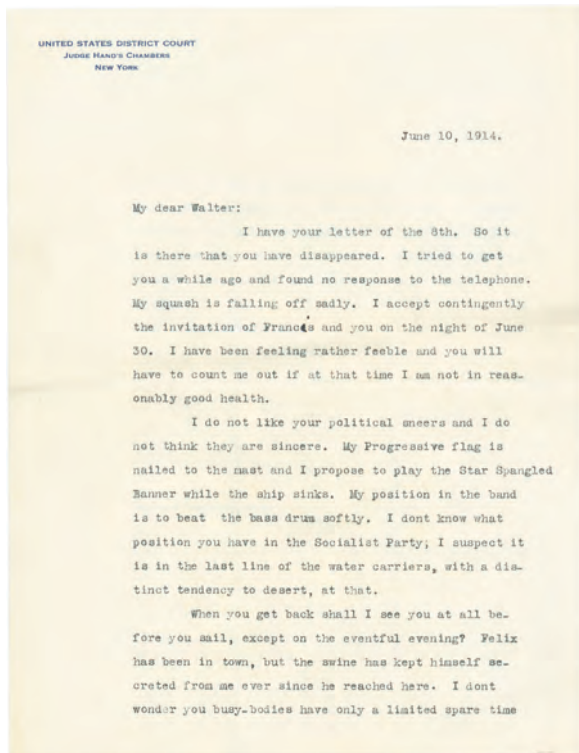 UNITED STATES DISTRICT COURT
JUDGE HAND'S CHAMBERS
NEW YORK
June 10, 1914.
My dear Walter:
I have your letter of the 8th. So it
is there that you have disappeared. I tried to get
you a while ago and found no response to the telephone.
My squash is falling off sadly. I accept contingently
the invitation of Francis and you on the night of June
30. I have been feeling rather feeble and you will
have to count me out if at that time I am not in reas-
onably good health.
I do not like your political sneers and I do
not think they are sincere. My Progressive flag is
nailed to the mast and I propose to play the Star Spangled
Banner while the ship sinks. My position in the band
is to beat the bass drum softly. I dont know what
position you have in the Socialist Party; I suspect it
is in the last line of the water carriers, with a dis-
tinct tendency to desert, at that.
When you get back shall I see you at all be-
fore you sail, except on the eventful evening? Felix
has been in town, but the swine has kept himself se-
creted from me ever since he reached here. I dont
wonder you busy-bodies have only a limited spare time